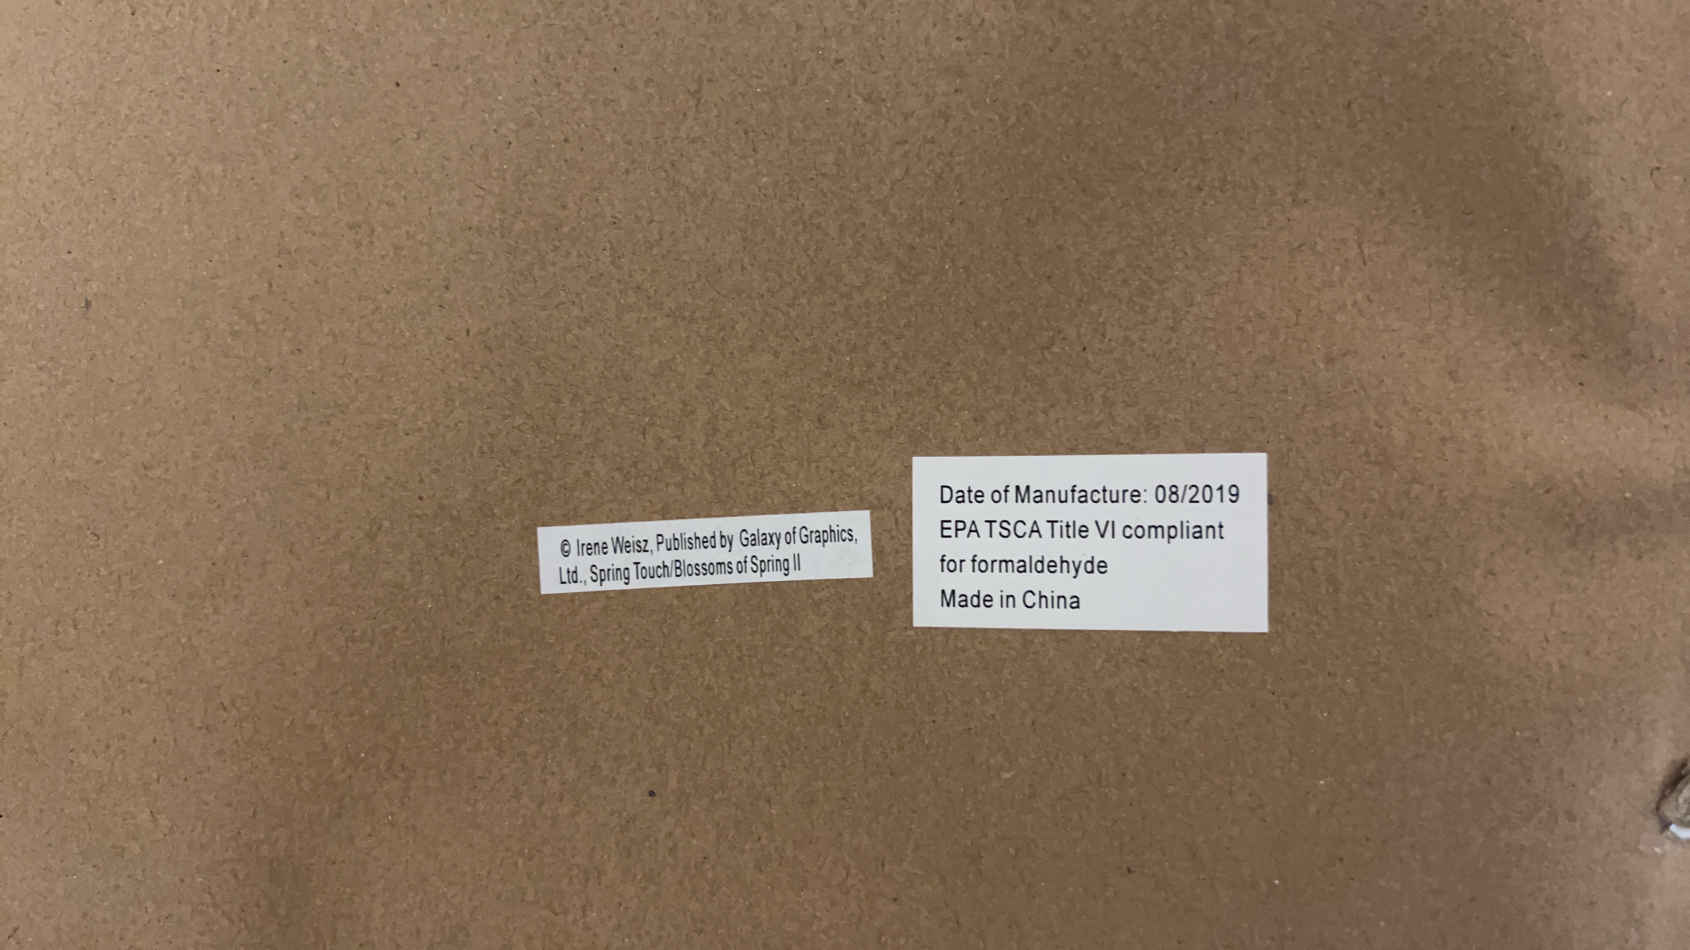 © Irene Weisz, Published by Galaxy of Graphics,
Ltd., Spring Touch/Blossoms of Spring II
Date of Manufacture: 08/2019
EPA TSCA Title VI compliant
for formaldehyde
Made in China